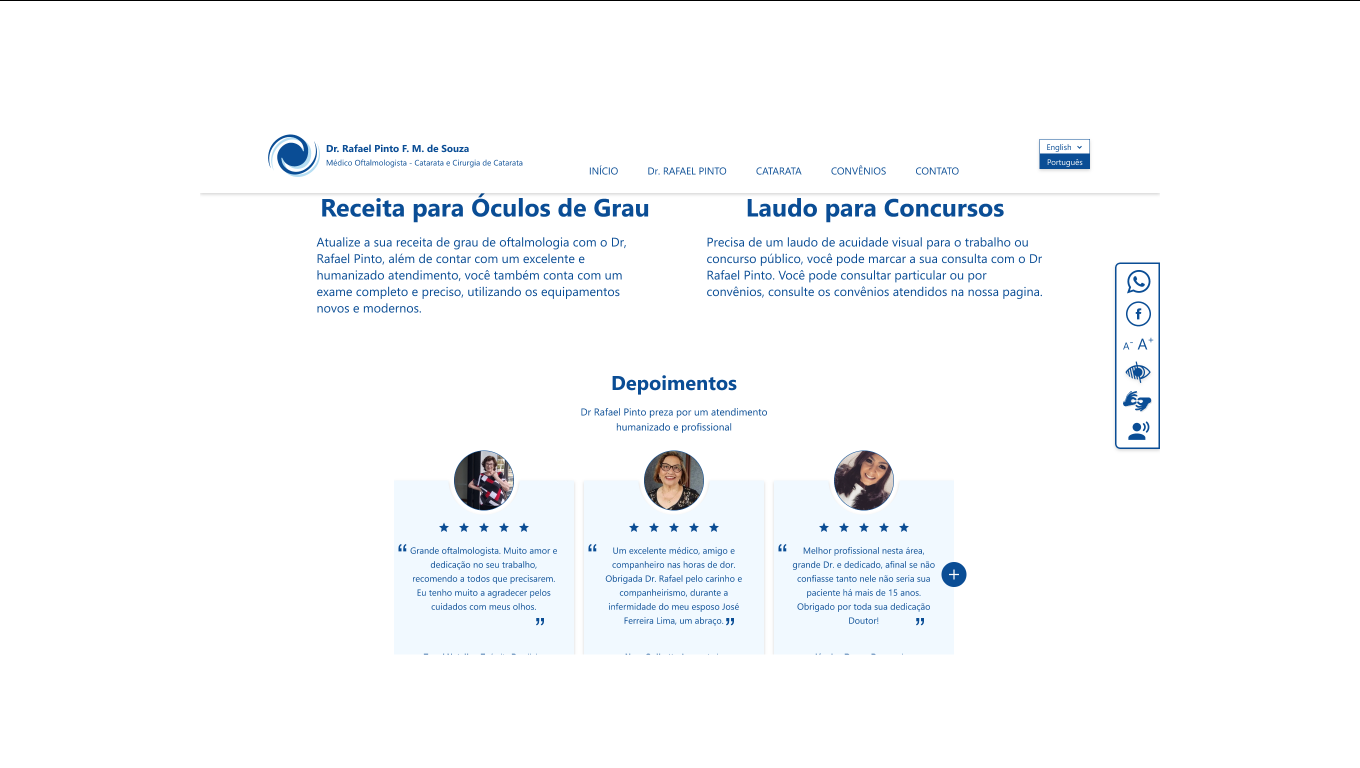 Dr. Rafael Pinto F. M. de Souza
Médico Oftalmologista - Catarata e Cirurgia de Catarata
INÍCIO
Dr. RAFAEL PINTO
CATARATA
CONVÊNIOS
CONTATO
English
Português
Receita para Óculos de Grau
Atualize a sua receita de grau de oftalmologia com o Dr,
Rafael Pinto, além de contar com um excelente e
humanizado atendimento, você também conta com um
exame completo e preciso, utilizando os equipamentos
novos e modernos.
Laudo para Concursos
Precisa de um laudo de acuidade visual para o trabalho ou
concurso público, você pode marcar a sua consulta com o Dr
Rafael Pinto. Você pode consultar particular ou por
convênios, consulte os convênios atendidos na nossa pagina.
A- A+
Depoimentos
Dr Rafael Pinto preza por um atendimento
humanizado e profissional
“ Grande oftalmologista. Muito amor e
dedicação no seu trabalho,
recomendo a todos que precisarem.
Eu tenho muito a agradecer pelos
cuidados com meus olhos.
”
“ Um excelente médico, amigo e
companheiro nas horas de dor.
Obrigada Dr. Rafael pelo carinho e
companheirismo, durante a
infermidade do meu esposo José
Ferreira Lima, um abraço. ”
“ Melhor profissional nesta área,
grande Dr. e dedicado, afinal se não
confiasse tanto nele não seria sua
paciente há mais de 15 anos.
Obrigado por toda sua dedicação
Doutor! ”